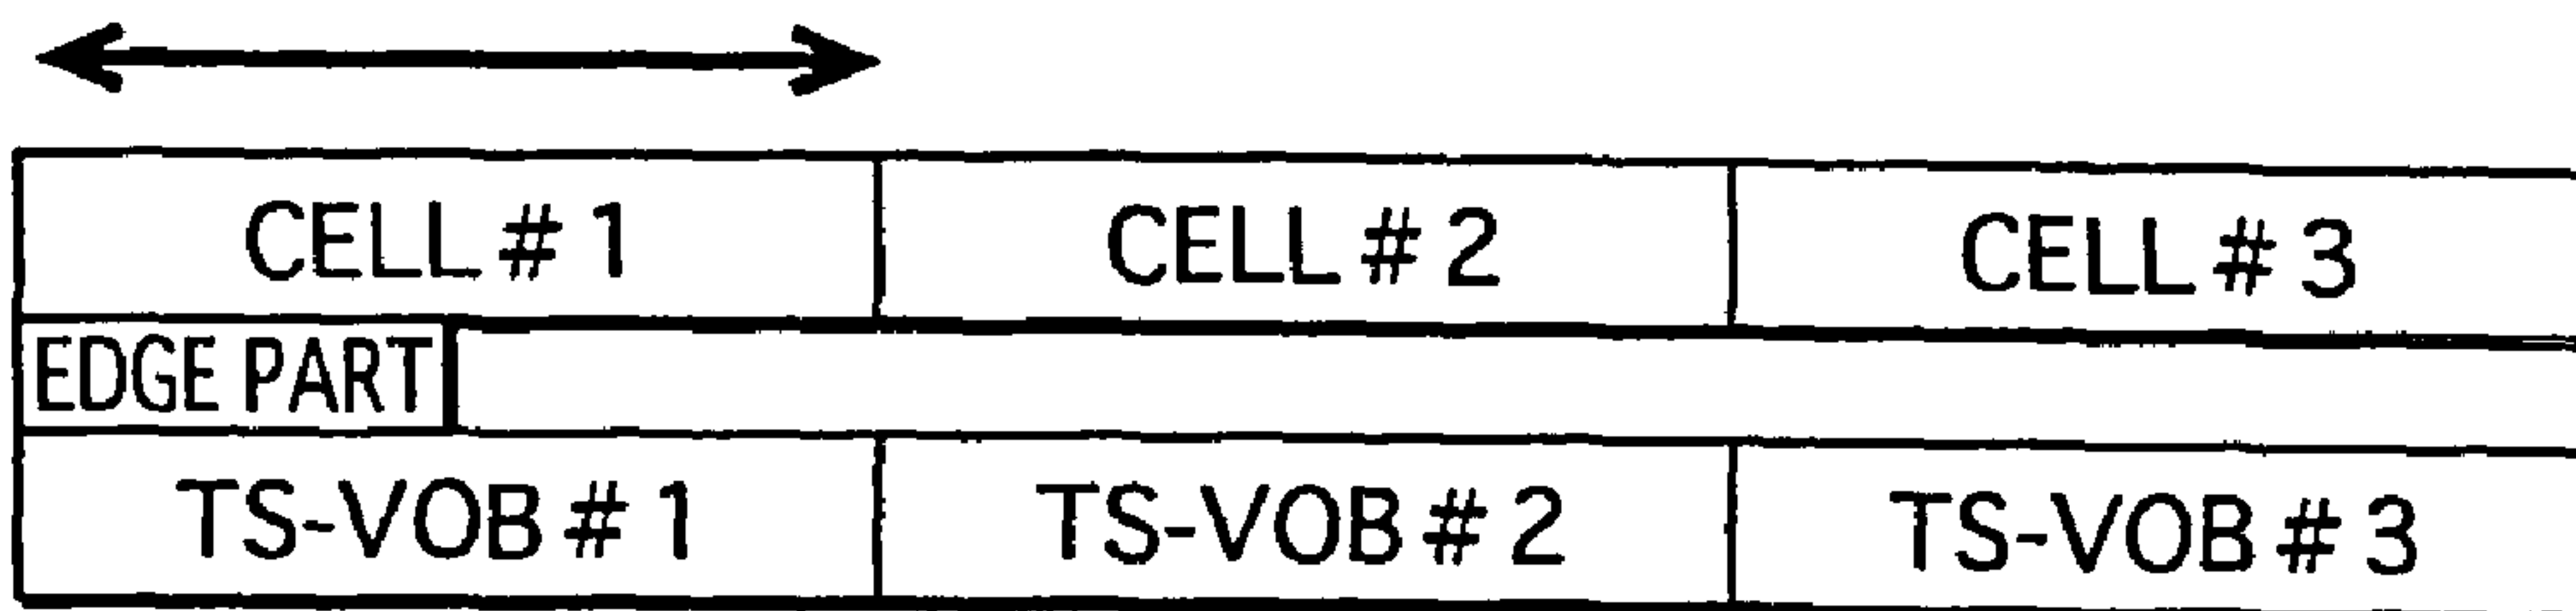 CELL # 1 CELL # 2 CELL # 3
EDGE PART
TS-VOB # 1 TS-VOB # 2 TS-VOB # 3